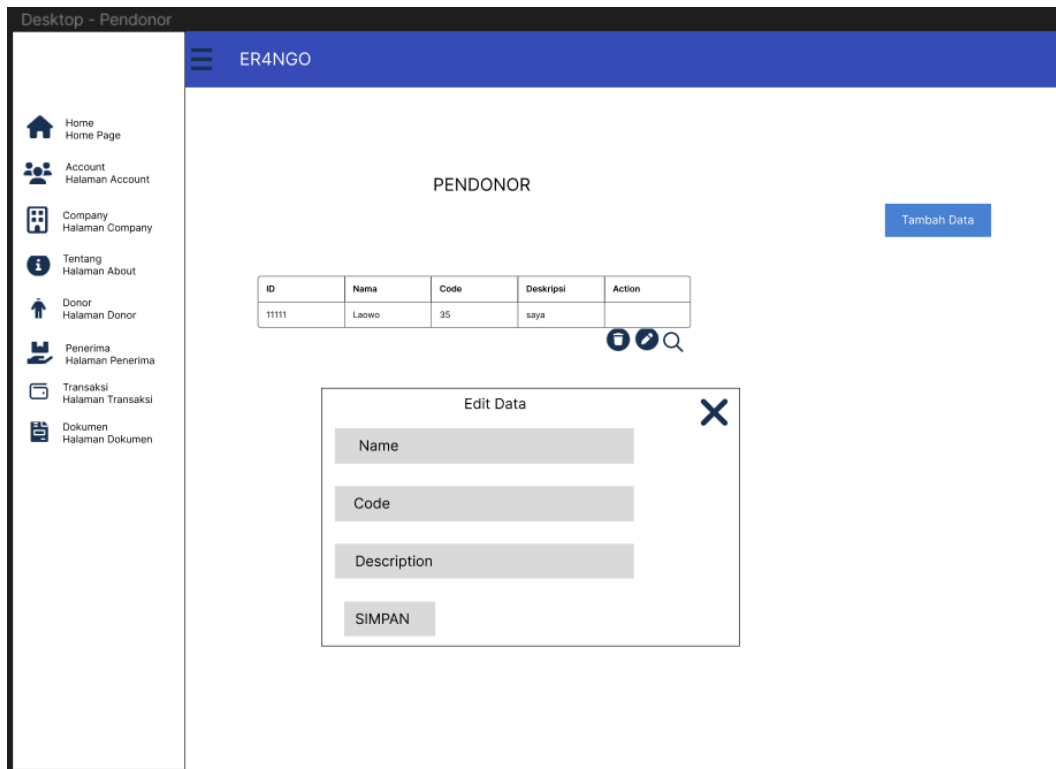 Desktop - Pendonor
ER4NGO
Home
Home Page
Account
Halaman Account
Company
Halaman Company
Tentang
Halaman About
Donor
Halaman Donor
Penerima
Halaman Penerima
Transaksi
Halaman Transaksi
Dokumen
Halaman Dokumen
PENDONOR
Tambah Data
ID Nama Code Deskripsi Action
11111 Laowo 35 saya
Edit Data
Name
Code
Description
SIMPAN